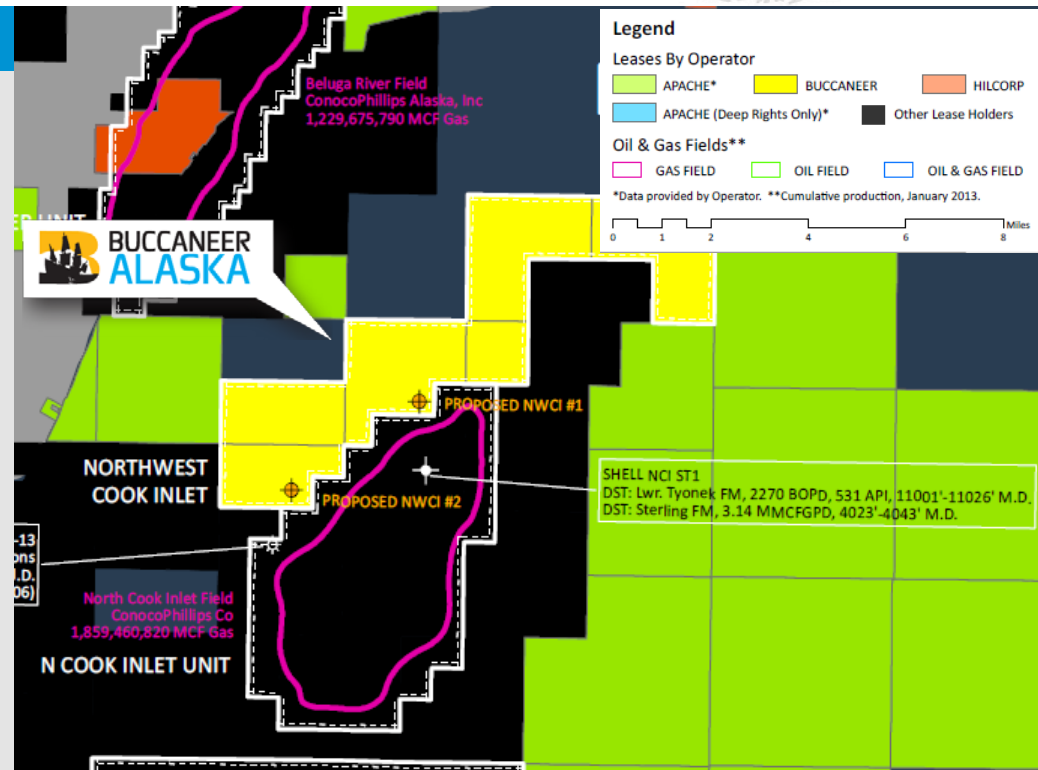 Legend
Leases By Operator
APACHE*
BUCCANEER
HILCORP
APACHE (Deep Rights Only)*
Other Lease Holders
Oil & Gas Fields**
GAS FIELD
OIL FIELD
OIL & GAS FIELD
*Data provided by Operator. **Cumulative production, January 2013.
0 1 2 4 6 8 Miles
Beluga River Field
ConocoPhillips Alaska, Inc
1,229,675,790 MCF Gas
UNIT
BUCCANEER
ALASKA
PROPOSED NWCI #1
NORTHWEST
COOK INLET
PROPOSED NWCI #2
SHELL NCI ST1
DST: Lwr. Tyonek FM, 2270 BOPD, 531 API, 11001'-11026' M.D.
DST: Sterling FM, 3.14 MMCFGPD, 4023'-4043' M.D.
-13
ons
.D.
06)
North Cook Inlet Field
ConocoPhillips Co
1,859,460,820 MCF Gas
N COOK INLET UNIT